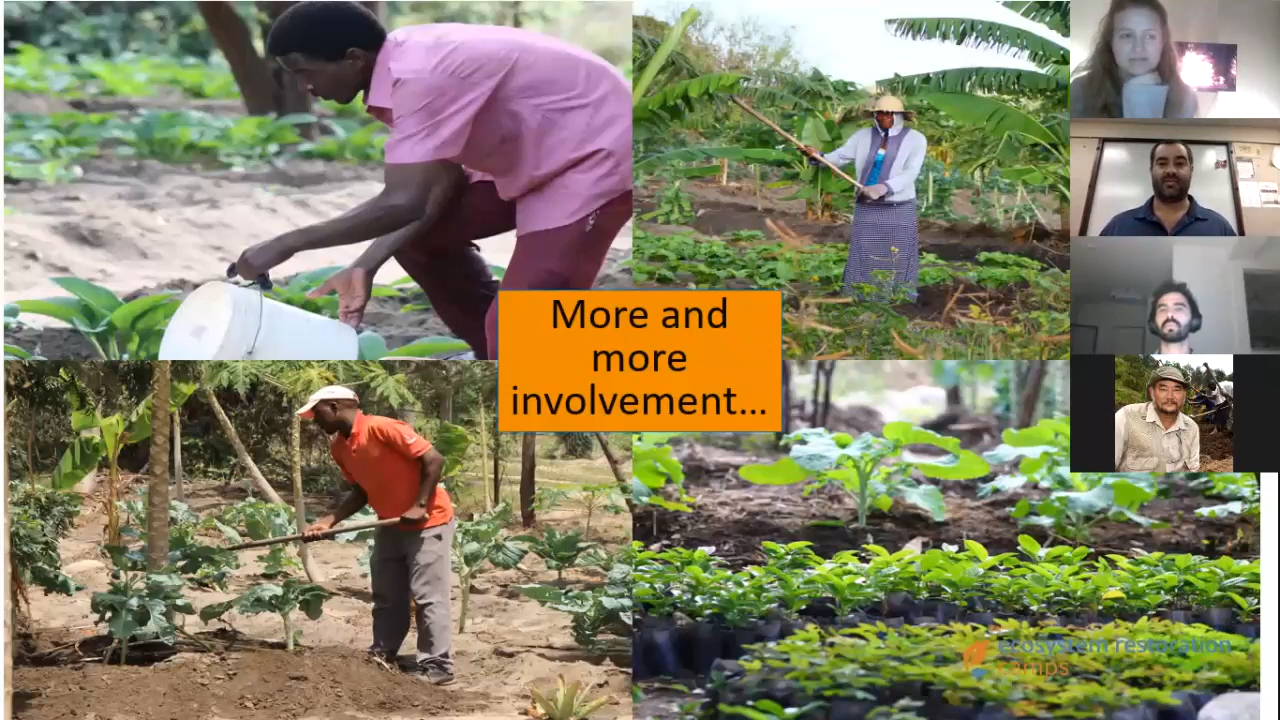 More and
more
involvement...
ecosystem restoration
camps